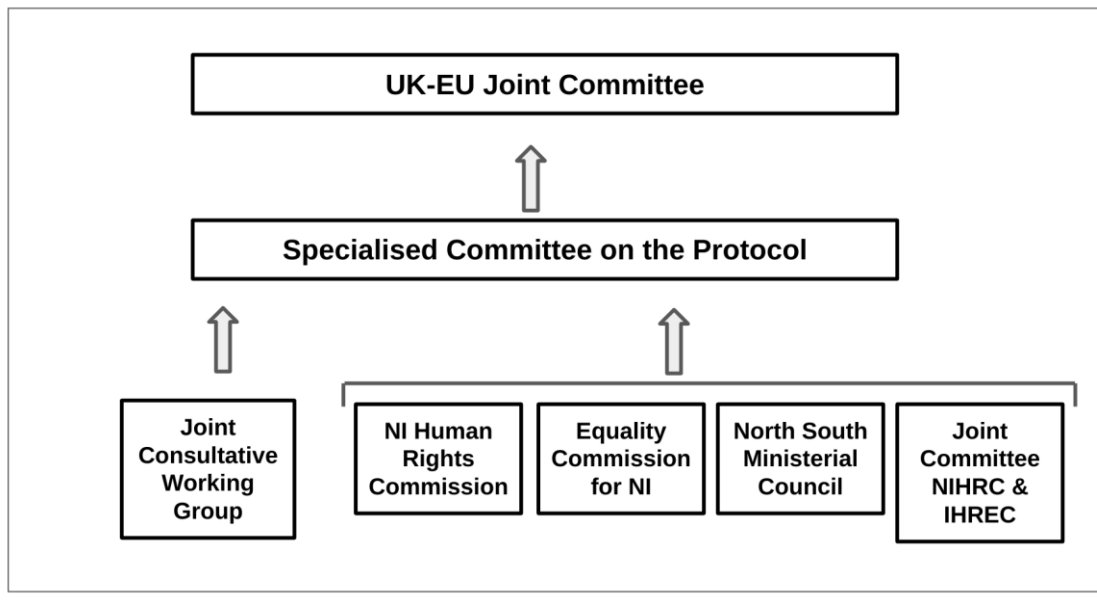 UK-EU Joint Committee
Specialised Committee on the Protocol
Joint
Consultative
Working
Group
NI Human
Rights
Commission
Equality
Commission
for NI
North South
Ministerial
Council
Joint
Committee
NIHRC &
IHREC